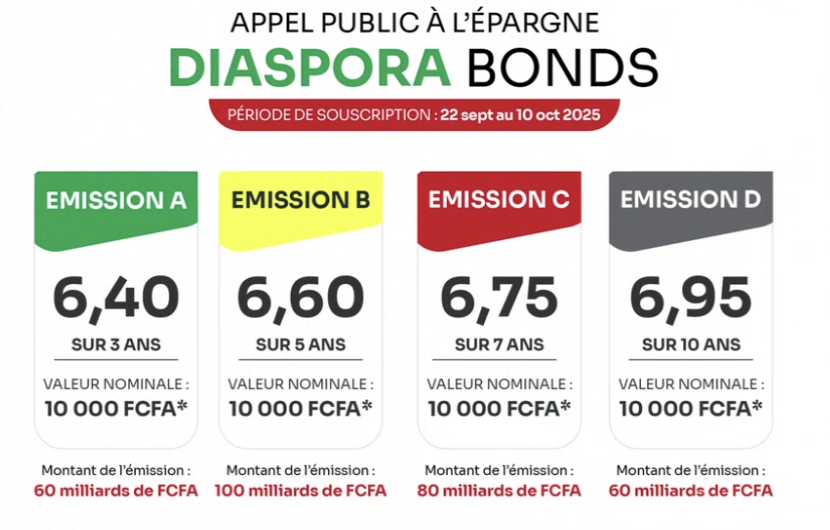 APPEL PUBLIC À L'ÉPARGNE
DIASPORA BONDS
PÉRIODE DE SOUSCRIPTION : 22 sept au 10 oct 2025
EMISSION A
6,40
SUR 3 ANS
VALEUR NOMINALE :
10 000 FCFA*
Montant de l'émission :
60 milliards de FCFA
EMISSION B
6,60
SUR 5 ANS
VALEUR NOMINALE :
10 000 FCFA*
Montant de l'émission :
100 milliards de FCFA
EMISSION C
6,75
SUR 7 ANS
VALEUR NOMINALE :
10 000 FCFA*
Montant de l'émission :
80 milliards de FCFA
EMISSION D
6,95
SUR 10 ANS
VALEUR NOMINALE :
10 000 FCFA*
Montant de l'émission :
60 milliards de FCFA